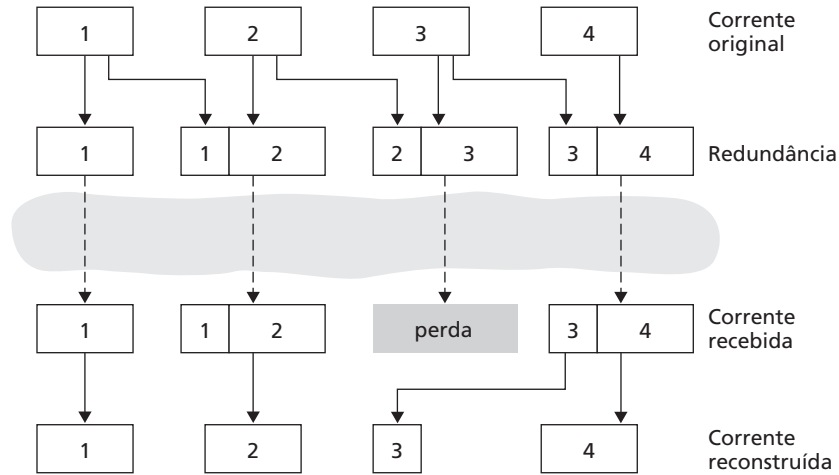 1 2 3 4 Corrente
original
1 1 2 2 3 3 4 Redundância
1 1 2 perda 3 4 Corrente
recebida
1 2 3 4 Corrente
reconstruída